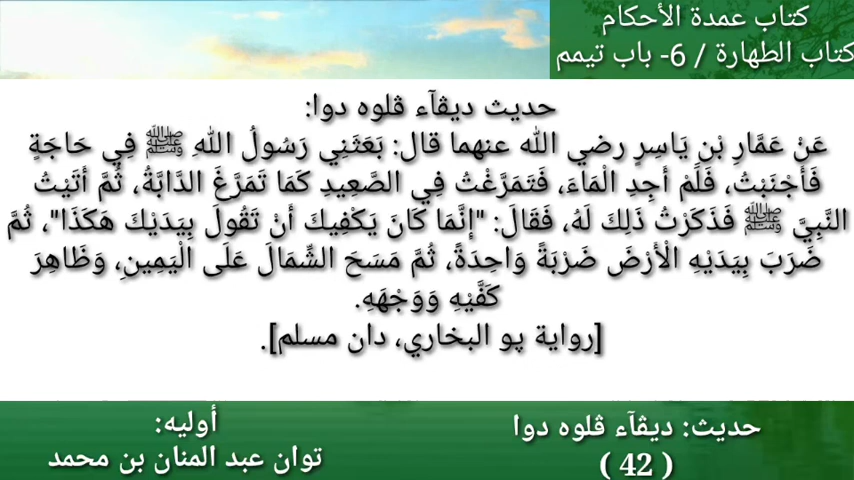 كتاب عمدة الأحكام
كتاب الطهارة / 6- باب تيمم
حديث ديڤآء ڤلوه دوا:
عَنْ عَمَّارِ بْنِ يَاسِرٍ رضي الله عنهما قال: بَعَثَنِي رَسُولُ اللهِ ﷺ فِي حَاجَةٍ
فَأَجْنَبْتُ، فَلَمْ أَجِدِ الْمَاءَ، فَتَمَرَّغْتُ فِي الصَّعِيدِ كَمَا تَمَرَّغَ الدَّابَّةُ، ثُمَّ أَتَيْتُ
النَّبِيَّ ﷺ فَذَكَرْتُ ذَلِكَ لَهُ، فَقَالَ: "إِنَّمَا كَانَ يَكْفِيكَ أَنْ تَقُولَ بِيَدَيْكَ هَكَذَا"، ثُمَّ
ضَرَبَ بِيَدَيْهِ الْأَرْضَ ضَرْبَةً وَاحِدَةً، ثُمَّ مَسَحَ الشِّمَالَ عَلَى الْيَمِينِ، وَظَاهِرَ
كَفَّيْهِ وَوَجْهَهِ.
[رواية يو البخاري، دان مسلم].
حديث: ديڤآء ڤلوه دوا
( 42 )
أوليه:
توان عبد المنان بن محمد